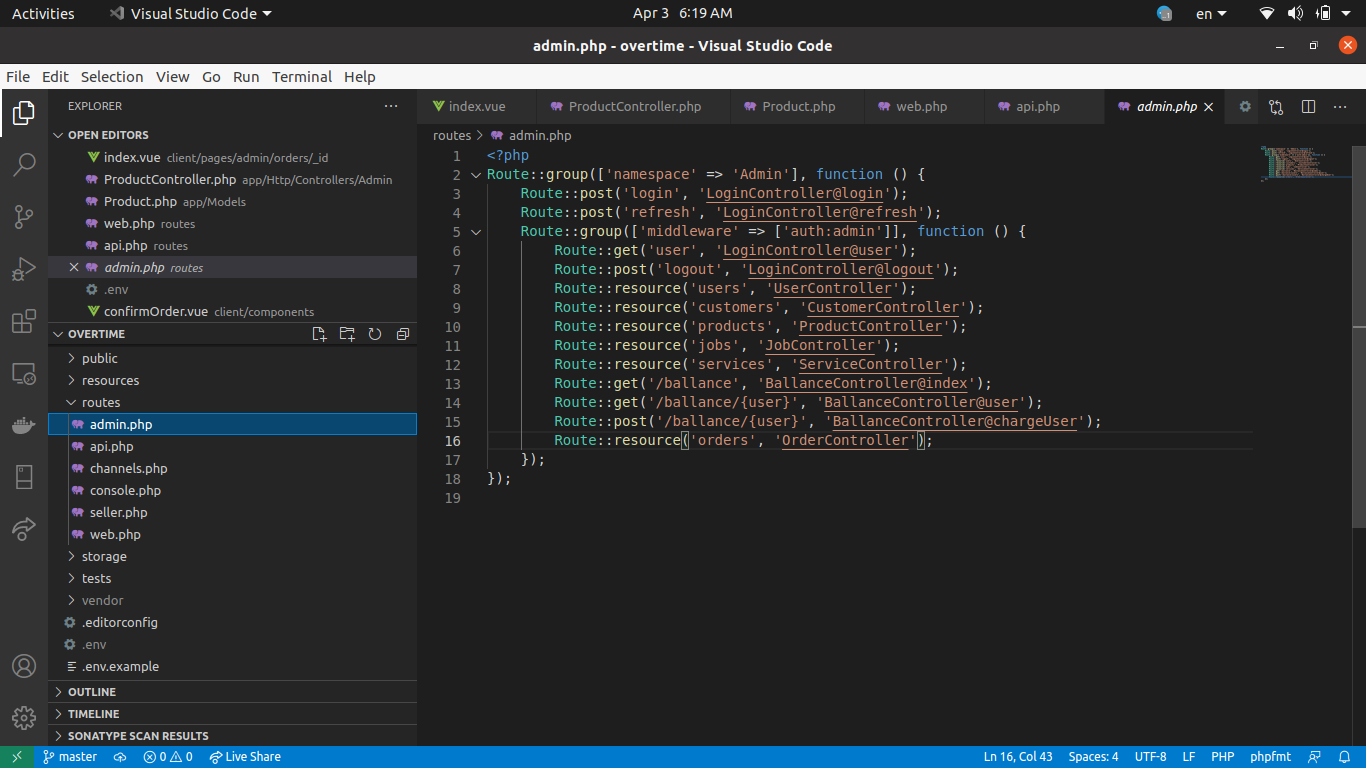 Activities Visual Studio Code Apr 3 6:19 AM en
admin.php - overtime - Visual Studio Code
File Edit Selection View Go Run Terminal Help
EXPLORER
OPEN EDITORS
index.vue client/pages/admin/orders/_id
ProductController.php app/Http/Controllers/Admin
Product.php app/Models
web.php routes
api.php routes
admin.php routes
.env
confirmOrder.vue client/components
OVERTIME
public
resources
routes
admin.php
api.php
channels.php
console.php
seller.php
web.php
storage
tests
vendor
.editorconfig
.env
.env.example
OUTLINE
TIMELINE
SONATYPE SCAN RESULTS
index.vue ProductController.php Product.php web.php api.php admin.php
routes > admin.php
1 <?php
2 Route::group(['namespace' => 'Admin'], function () {
3     Route::post('login', 'LoginController@login');
4     Route::post('refresh', 'LoginController@refresh');
5     Route::group(['middleware' => ['auth:admin']], function () {
6         Route::get('user', 'LoginController@user');
7         Route::post('logout', 'LoginController@logout');
8         Route::resource('users', 'UserController');
9         Route::resource('customers', 'CustomerController');
10         Route::resource('products', 'ProductController');
11         Route::resource('jobs', 'JobController');
12         Route::resource('services', 'ServiceController');
13         Route::get('/ballance', 'BallanceController@index');
14         Route::get('/ballance/{user}', 'BallanceController@user');
15         Route::post('/ballance/{user}', 'BallanceController@chargeUser');
16         Route::resource('orders', 'OrderController');
17     });
18 });
19
master 0 0 Live Share Ln 16, Col 43 Spaces: 4 UTF-8 LF PHP phpfmt